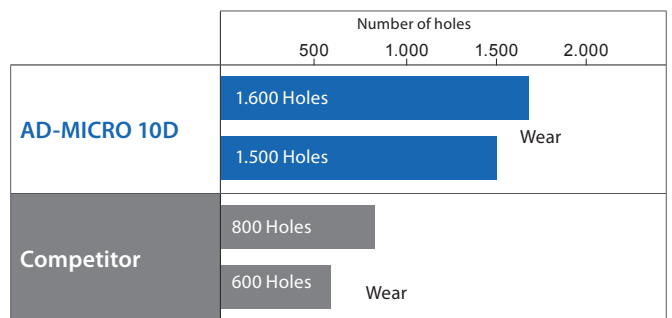 Number of holes
500 1.000 1.500 2.000
1.600 Holes
AD-MICRO 10D
Wear
1.500 Holes
800 Holes
Competitor
600 Holes
Wear